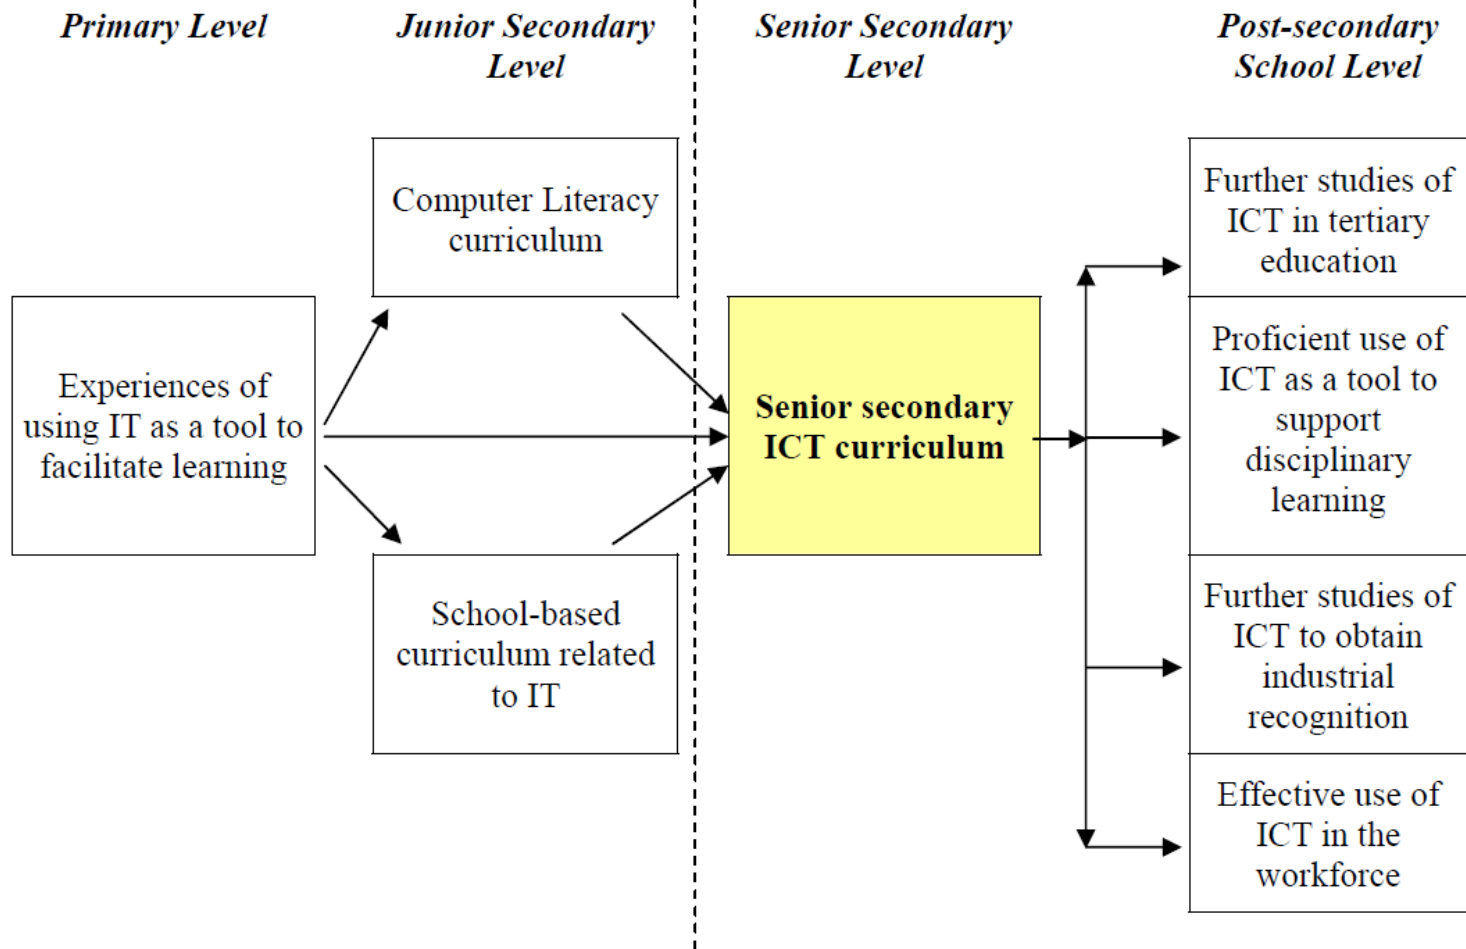 Primary Level
Junior Secondary
Level
Senior Secondary
Level
Post-secondary
School Level
Computer Literacy
curriculum
Experiences of
using IT as a tool to
facilitate learning
School-based
curriculum related
to IT
Senior secondary
ICT curriculum
Further studies of
ICT in tertiary
education
Proficient use of
ICT as a tool to
support
disciplinary
learning
Further studies of
ICT to obtain
industrial
recognition
Effective use of
ICT in the
workforce